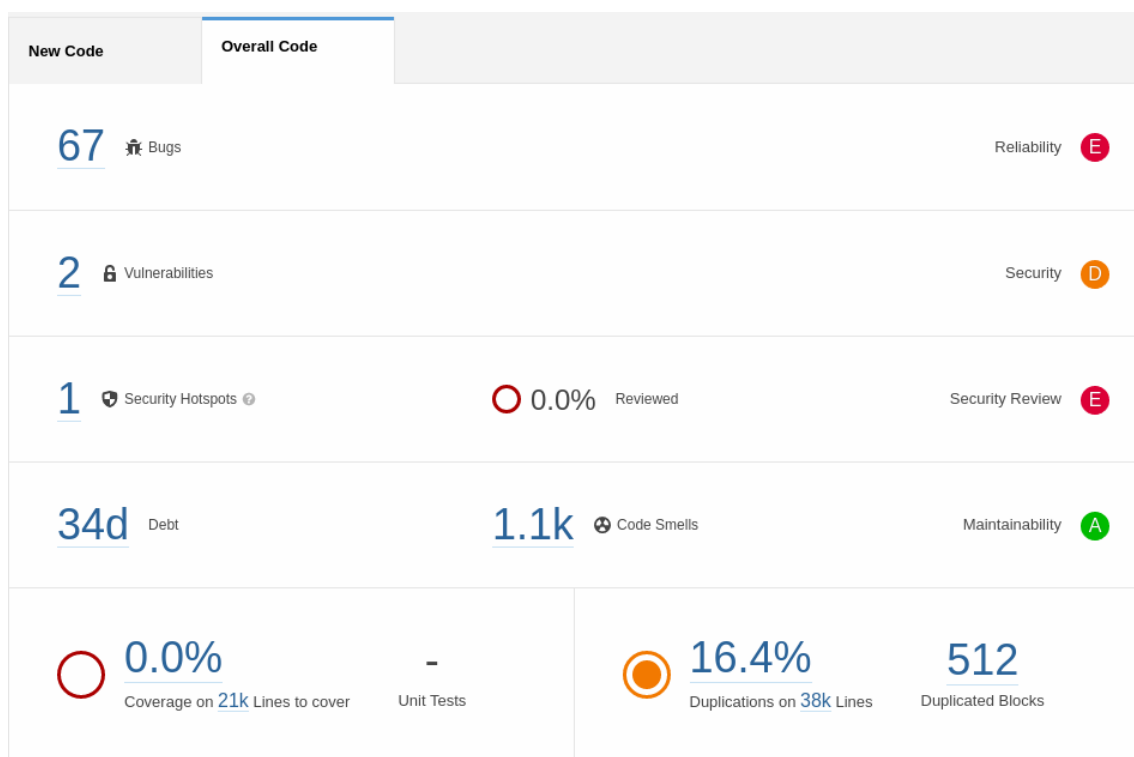 New Code
Overall Code
67 Bugs
Reliability E
2 Vulnerabilities
Security D
1 Security Hotspots ?
0.0% Reviewed
Security Review E
34d Debt
1.1k Code Smells
Maintainability A
0.0%
Coverage on 21k Lines to cover
-
Unit Tests
16.4%
Duplications on 38k Lines
512
Duplicated Blocks